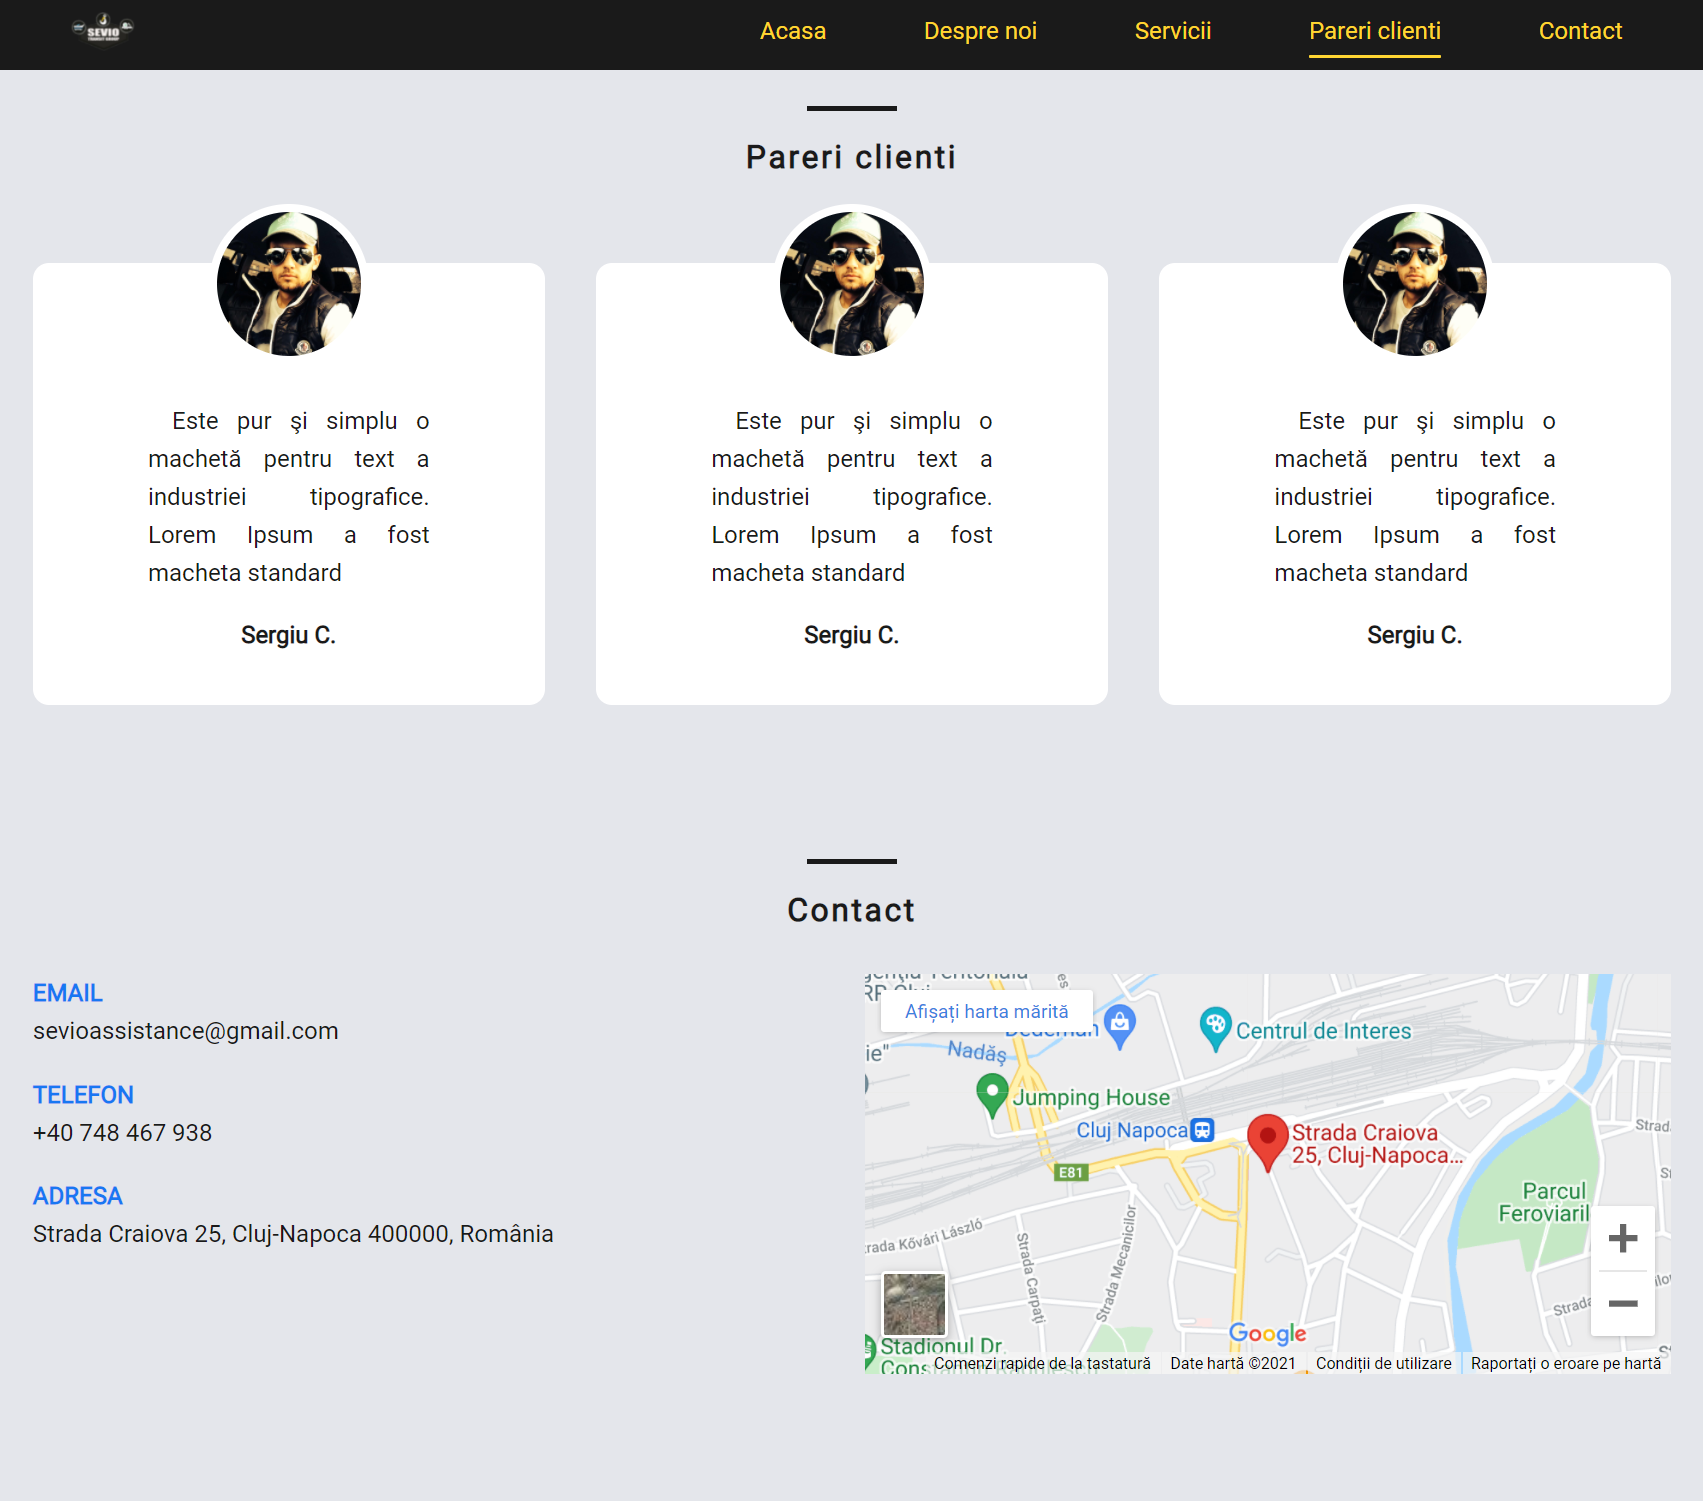 SEVIO
Acasa
Despre noi
Servicii
Pareri clienti
Contact
Pareri clienti
Este pur şi simplu o
machetă pentru text a
industriei tipografice.
Lorem Ipsum a fost
macheta standard
Sergiu C.
Este pur şi simplu o
machetă pentru text a
industriei tipografice.
Lorem Ipsum a fost
macheta standard
Sergiu C.
Este pur şi simplu o
machetă pentru text a
industriei tipografice.
Lorem Ipsum a fost
macheta standard
Sergiu C.
Contact
EMAIL
sevioassistance@gmail.com
TELEFON
+40 748 467 938
ADRESA
Strada Craiova 25, Cluj-Napoca 400000, România
Afișați harta mărită
Dedeman
Centrul de Interes
Nadăș
Jumping House
Cluj Napoca
Strada Craiova
25, Cluj-Napoca...
E81
Parcul
Feroviaril
Strada Kővári László
Strada Carpați
Strada Mecanicilor
Strad
Strada
Stadionul Dr.
Google
Comenzi rapide de la tastatură
Date hartă ©2021
Condiții de utilizare
Raportați o eroare pe hartă